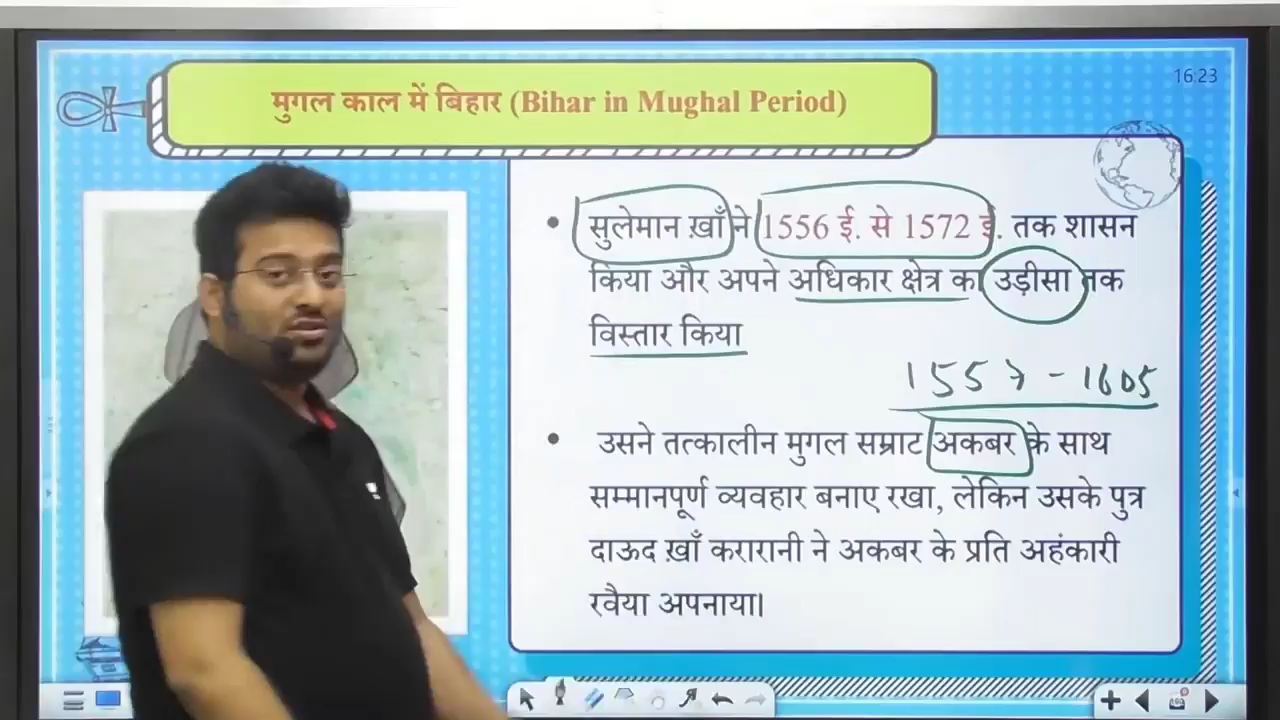 16:23
मुगल काल में बिहार (Bihar in Mughal Period)
• सुलेमान ख़ाँ ने 1556 ई. से 1572 ई. तक शासन
किया और अपने अधिकार क्षेत्र का उड़ीसा तक
विस्तार किया
1557 - 1605
• उसने तत्कालीन मुगल सम्राट अकबर के साथ
सम्मानपूर्ण व्यवहार बनाए रखा, लेकिन उसके पुत्र
दाऊद ख़ाँ करारानी ने अकबर के प्रति अहंकारी
रवैया अपनाया।